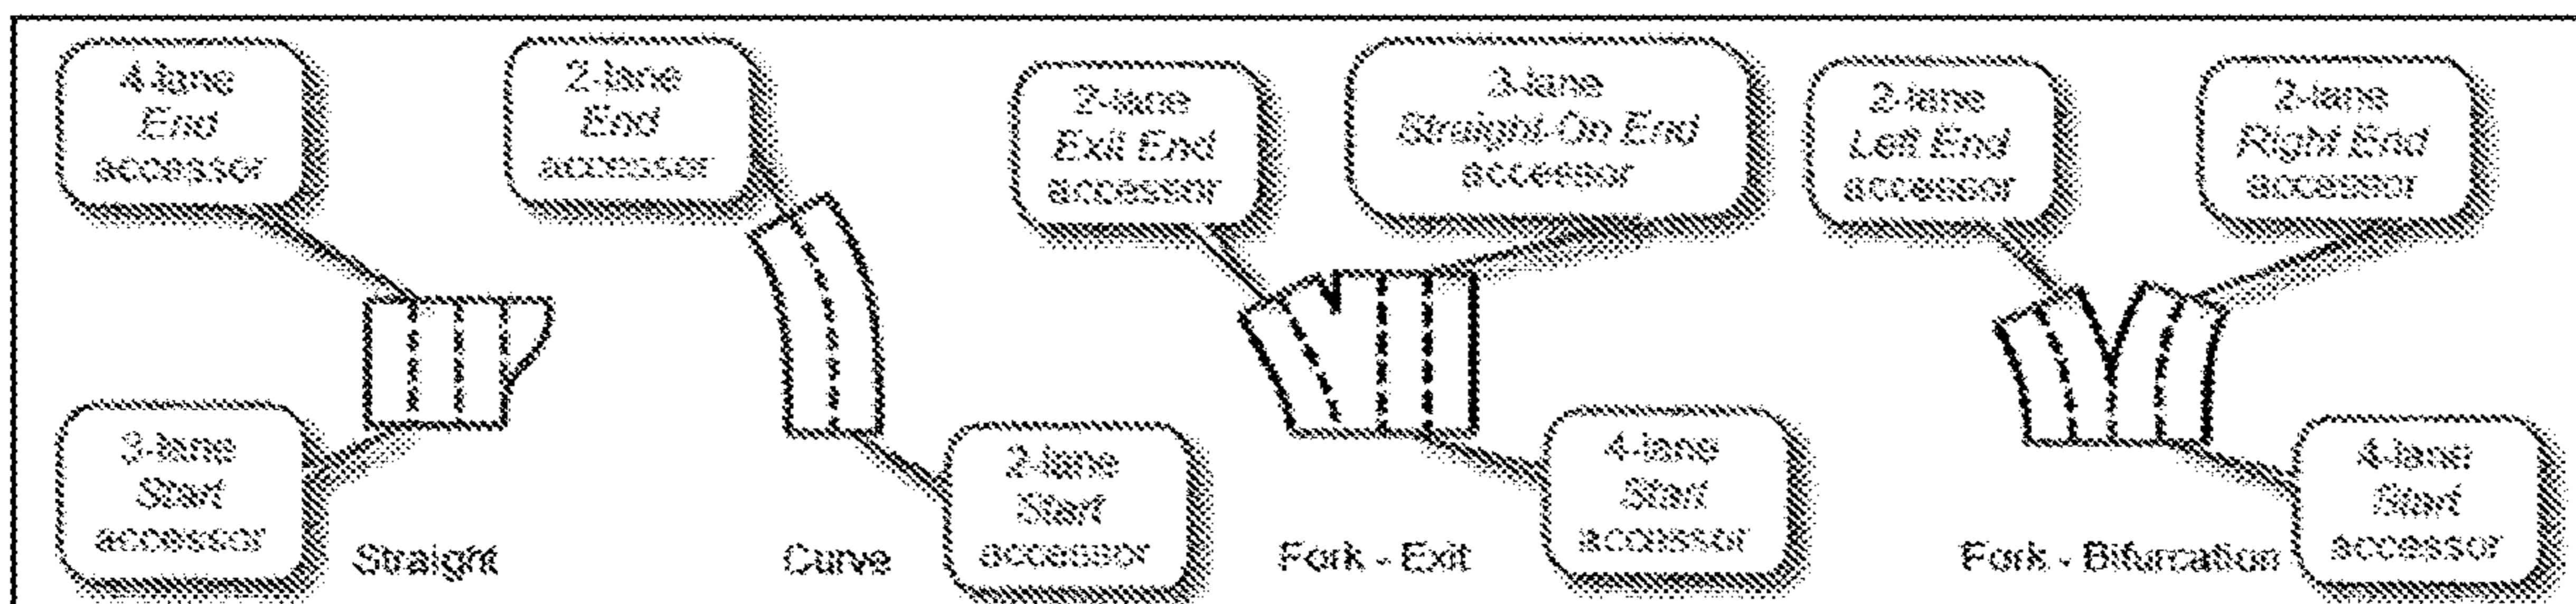 4-lane
End
accessor
2-lane
End
accessor
2-lane
Exit End
accessor
3-lane
Straight-On End
accessor
2-lane
Left End
accessor
2-lane
Right End
accessor
3-lane
Start
accessor
Straight
Curve
2-lane
Start
accessor
Fork - Exit
4-lane
Start
accessor
Fork - Bifurcation
4-lane
Start
accessor